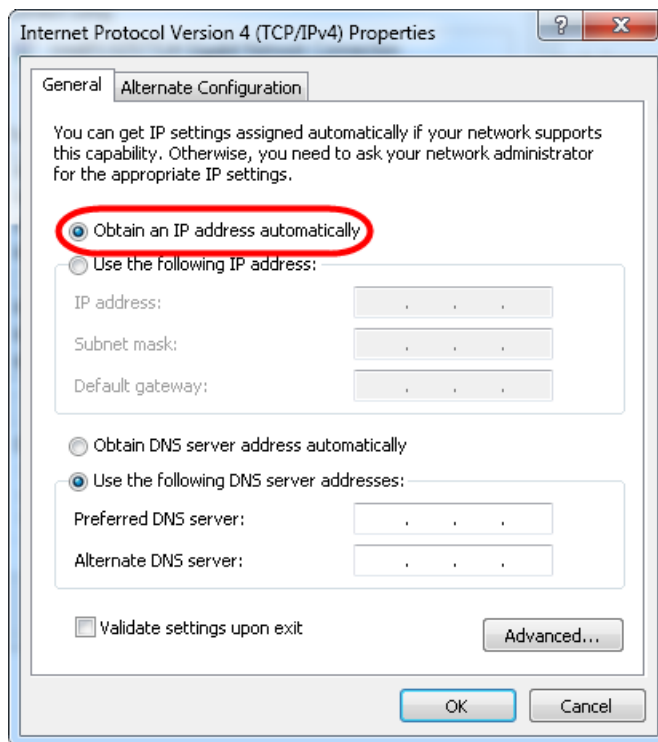 Internet Protocol Version 4 (TCP/IPv4) Properties
General
Alternate Configuration
You can get IP settings assigned automatically if your network supports
this capability. Otherwise, you need to ask your network administrator
for the appropriate IP settings.
Obtain an IP address automatically
Use the following IP address:
IP address:
Subnet mask:
Default gateway:
Obtain DNS server address automatically
Use the following DNS server addresses:
Preferred DNS server:
Alternate DNS server:
Validate settings upon exit
Advanced...
OK
Cancel